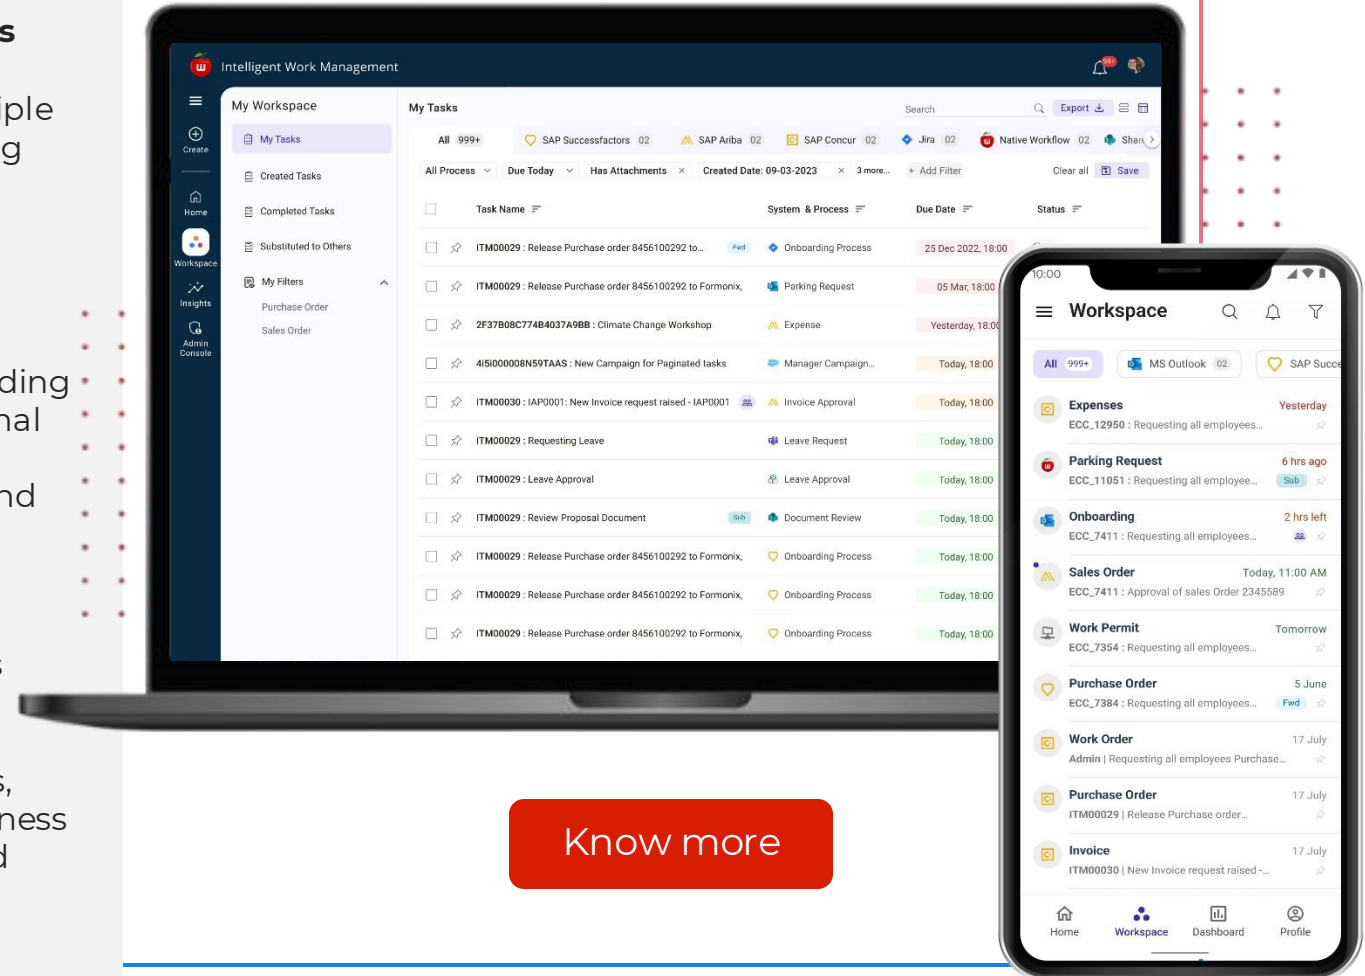 s
iple
g
ding
nal
nd
s
s,
ness
d
Intelligent Work Management
99+
Create
Home
Workspace
Insights
Admin
Console
My Workspace
My Tasks
Created Tasks
Completed Tasks
Substituted to Others
My Filters
Purchase Order
Sales Order
My Tasks
Search
Export
All 999+
SAP Successfactors 02
SAP Ariba 02
SAP Concur 02
Jira 02
Native Workflow 02
Share
All Process
Due Today
Has Attachments ×
Created Date: 09-03-2023 ×
3 more...
+ Add Filter
Clear all
Save
Task Name System & Process Due Date Status
ITM00029 : Release Purchase order 8456100292 to... Fwd Onboarding Process 25 Dec 2022, 18:00
ITM00029 : Release Purchase order 8456100292 to Formonix, Parking Request 05 Mar, 18:00
2F37B08C774B4037A9BB : Climate Change Workshop Expense Yesterday, 18:00
4i5i000008N59TAAS : New Campaign for Paginated tasks Manager Campaign... Today, 18:00
ITM00030 : IAP0001: New Invoice request raised - IAP0001 Invoice Approval Today, 18:00
ITM00029 : Requesting Leave Leave Request Today, 18:00
ITM00029 : Leave Approval Leave Approval Today, 18:00
ITM00029 : Review Proposal Document Sub Document Review Today, 18:00
ITM00029 : Release Purchase order 8456100292 to Formonix, Onboarding Process Today, 18:00
ITM00029 : Release Purchase order 8456100292 to Formonix, Onboarding Process Today, 18:00
ITM00029 : Release Purchase order 8456100292 to Formonix, Onboarding Process Today, 18:00
Know more
10:00
Workspace
All 999+
MS Outlook 02
SAP Succe
Expenses Yesterday
ECC_12950 : Requesting all employees...
Parking Request 6 hrs ago
ECC_11051 : Requesting all employee... Sub
Onboarding 2 hrs left
ECC_7411 : Requesting all employees...
Sales Order Today, 11:00 AM
ECC_7411 : Approval of sales Order 2345589
Work Permit Tomorrow
ECC_7354 : Requesting all employees...
Purchase Order 5 June
ECC_7384 : Requesting all employees... Fwd
Work Order 17 July
Admin | Requesting all employees Purchase...
Purchase Order 17 July
ITM00029 | Release Purchase order...
Invoice 17 July
ITM00030 | New Invoice request raised -...
Home
Workspace
Dashboard
Profile